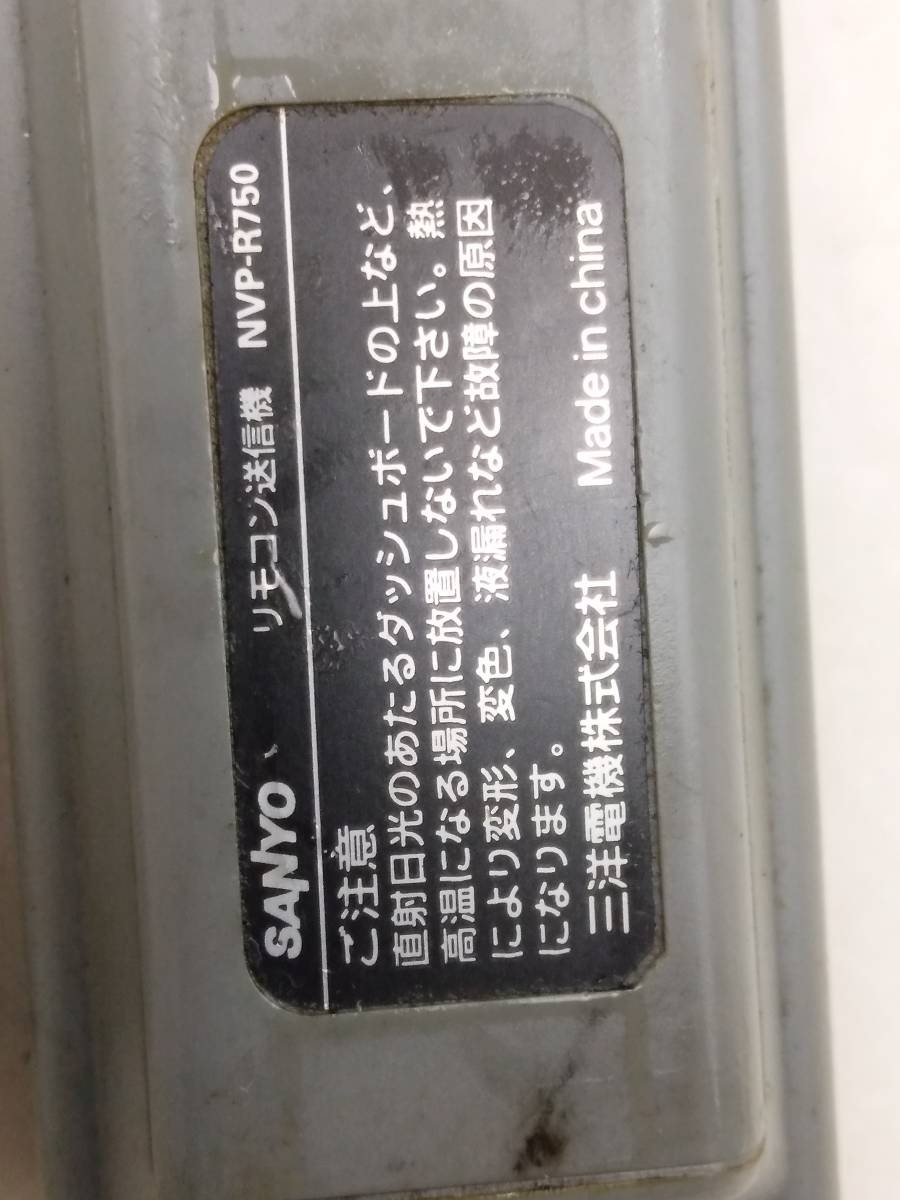 SANYO リモコン送信機 NVP-R750
ご注意
直射日光のあたるダッシュボードの上など、
高温になる場所に放置しないで下さい。熱
により変形、変色、液漏れなど故障の原因
になります。
三洋電機株式会社 Made in china